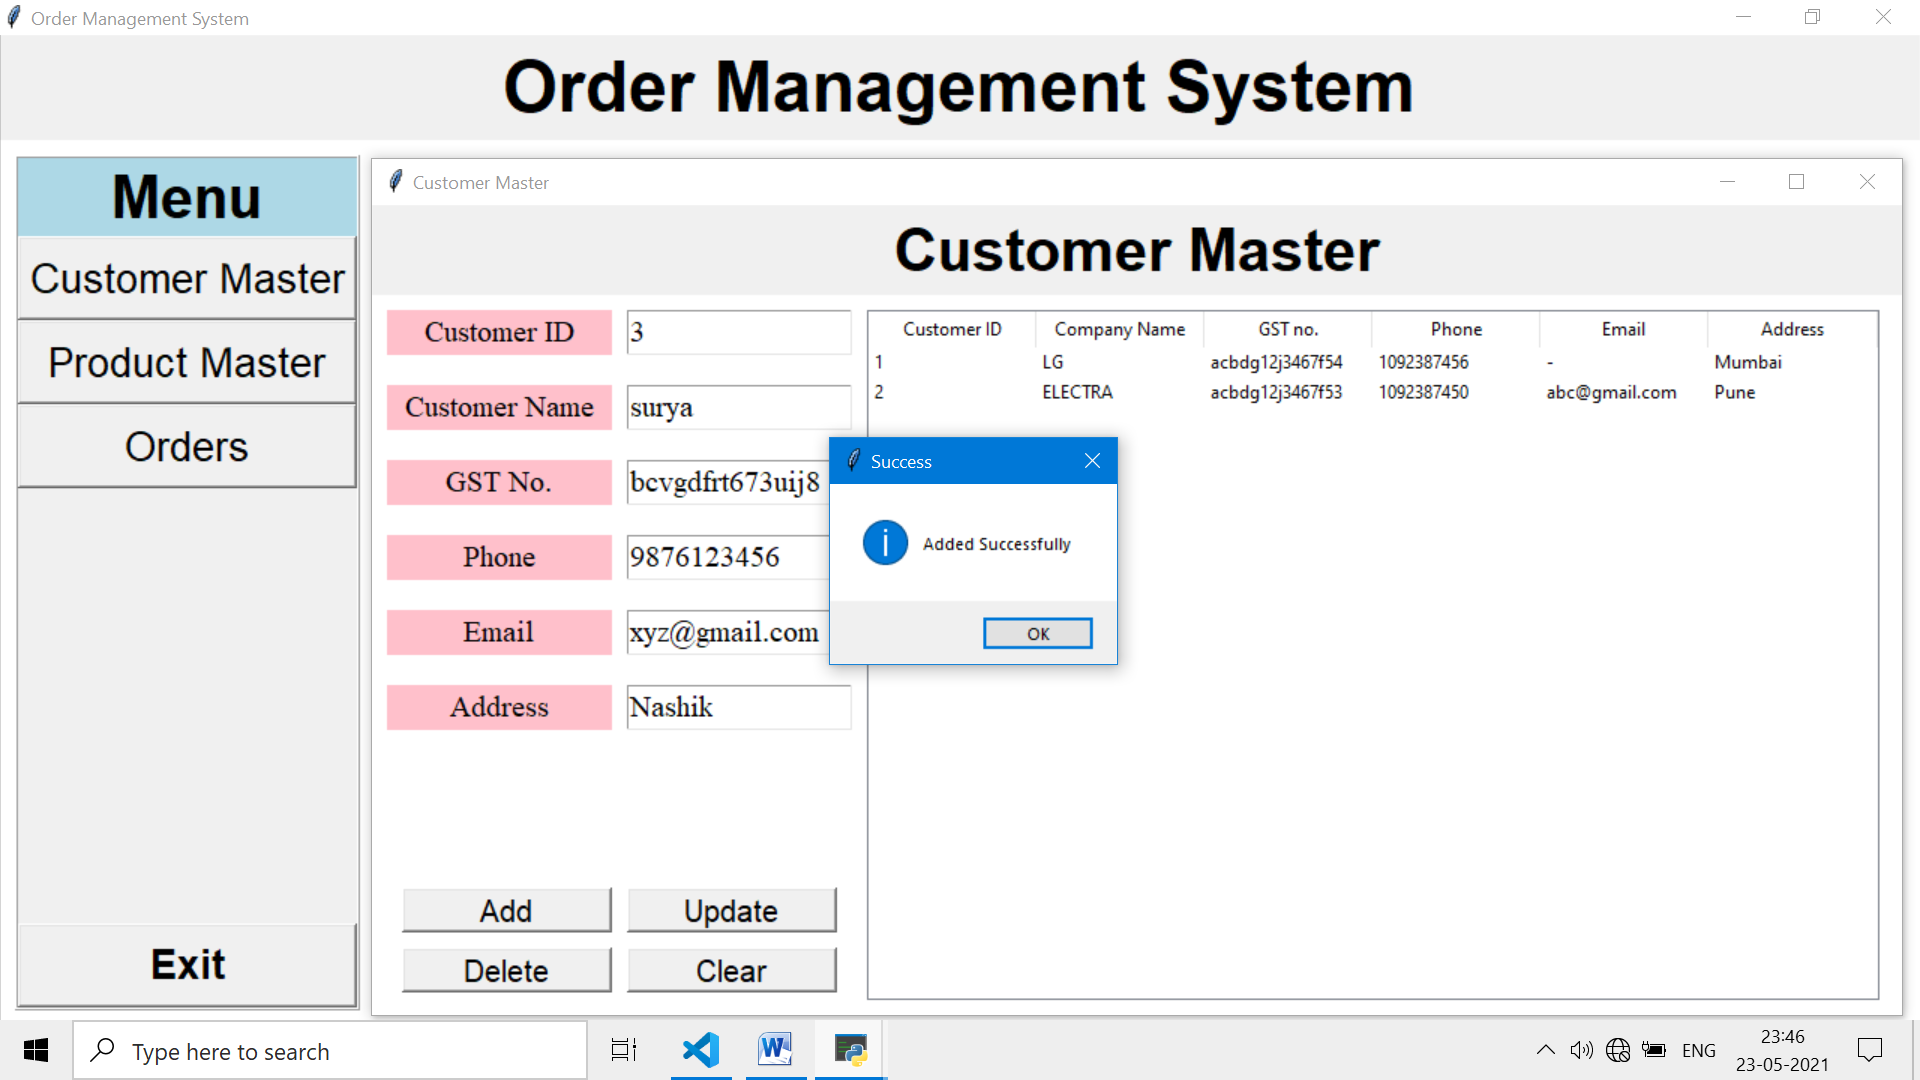 Order Management System
Order Management System
Menu
Customer Master
Product Master
Orders
Exit
Customer Master
Customer Master
Customer ID 3
Customer Name surya
GST No. bcvgdfrt673uij8
Phone 9876123456
Email xyz@gmail.com
Address Nashik
Add Update
Delete Clear
Customer ID Company Name GST no. Phone Email Address
1 LG acbdg12j3467f54 1092387456 - Mumbai
2 ELECTRA acbdg12j3467f53 1092387450 abc@gmail.com Pune
Success
i Added Successfully
OK
Type here to search
W
ENG
23:46
23-05-2021